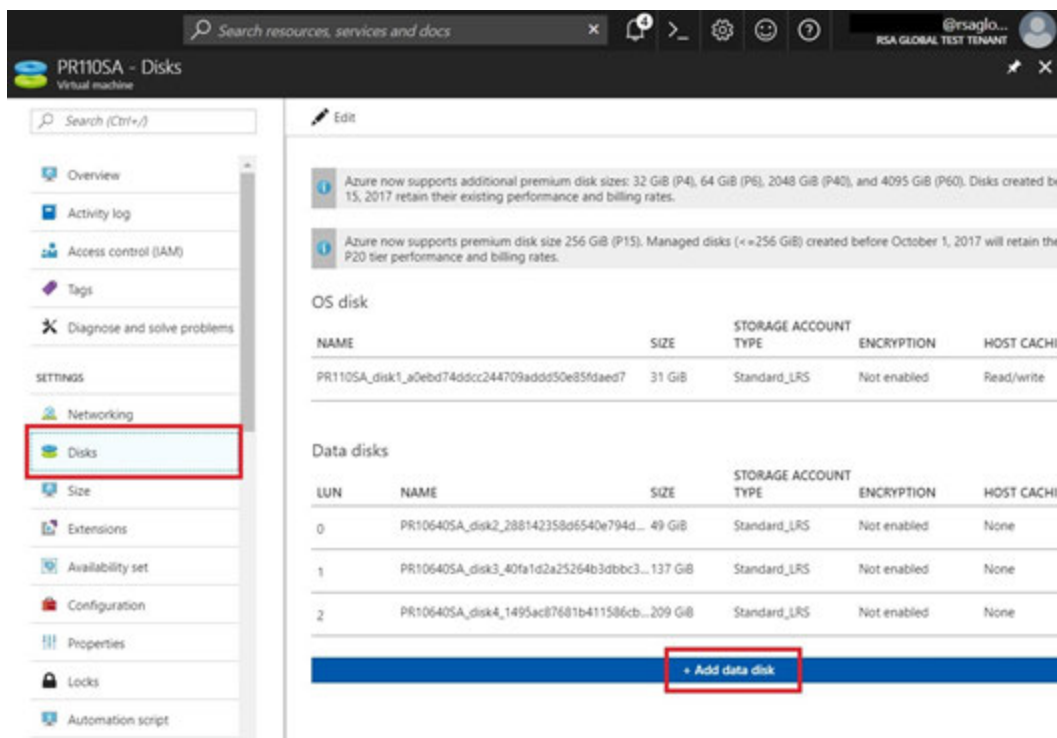 Search resources, services and docs
4
@rsaglo...
RSA GLOBAL TEST TENANT
PR110SA - Disks
Virtual machine
Search (Ctrl+/)
Overview
Activity log
Access control (IAM)
Tags
Diagnose and solve problems
SETTINGS
Networking
Disks
Size
Extensions
Availability set
Configuration
Properties
Locks
Automation script
Edit
Azure now supports additional premium disk sizes: 32 GiB (P4), 64 GiB (P6), 2048 GiB (P40), and 4095 GiB (P60). Disks created be
15, 2017 retain their existing performance and billing rates.
Azure now supports premium disk size 256 GiB (P15). Managed disks (<=256 GiB) created before October 1, 2017 will retain the
P20 tier performance and billing rates.
OS disk
NAME SIZE STORAGE ACCOUNT TYPE ENCRYPTION HOST CACHI
PR110SA_disk1_a0ebd74ddcc244709addd50e85fdaed7 31 GiB Standard_LRS Not enabled Read/write
Data disks
LUN NAME SIZE STORAGE ACCOUNT TYPE ENCRYPTION HOST CACHI
0 PR10640SA_disk2_288142358d6540e794d... 49 GiB Standard_LRS Not enabled None
1 PR10640SA_disk3_40fa1d2a25264b3dbbc3... 137 GiB Standard_LRS Not enabled None
2 PR10640SA_disk4_1495ac87681b411586cb... 209 GiB Standard_LRS Not enabled None
+ Add data disk